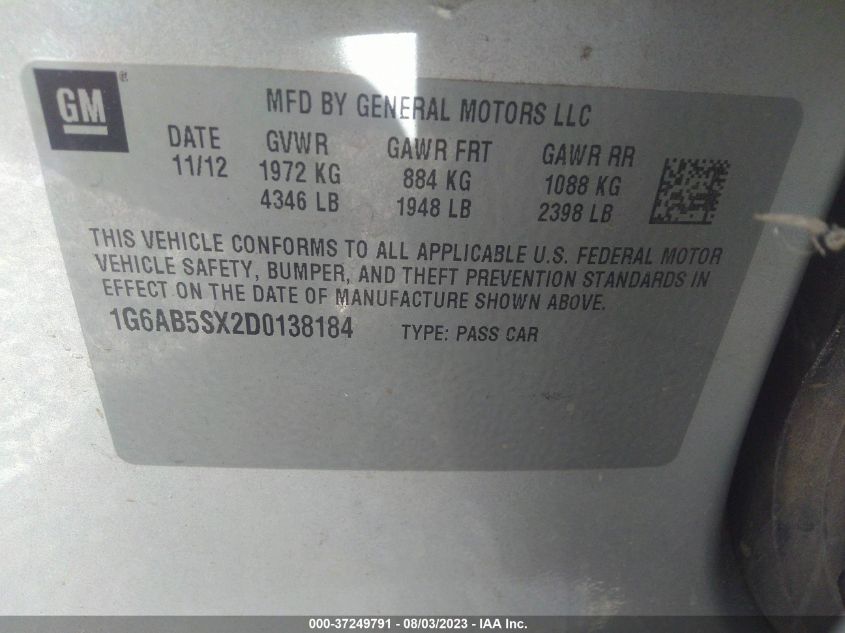 GM®
MFD BY GENERAL MOTORS LLC
DATE GVWR GAWR FRT GAWR RR
11/12 1972 KG 884 KG 1088 KG
4346 LB 1948 LB 2398 LB
THIS VEHICLE CONFORMS TO ALL APPLICABLE U.S. FEDERAL MOTOR
VEHICLE SAFETY, BUMPER, AND THEFT PREVENTION STANDARDS IN
EFFECT ON THE DATE OF MANUFACTURE SHOWN ABOVE.
1G6AB5SX2D0138184 TYPE: PASS CAR
000-37249791 - 08/03/2023 - IAA Inc.